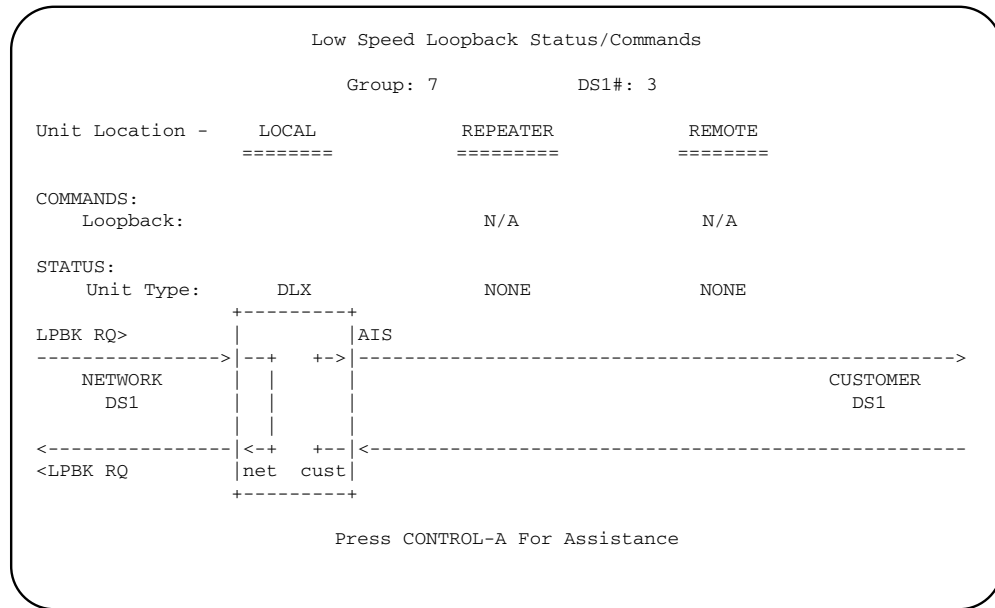 Low Speed Loopback Status/Commands
Group: 7 DS1#: 3
Unit Location - LOCAL REPEATER REMOTE
======== ========= ========
COMMANDS:
Loopback: N/A N/A
STATUS:
Unit Type: DLX NONE NONE
+---------+
LPBK RQ> | |AIS
---------------->|--+ +->|---------------------------------------------------->
NETWORK | | | CUSTOMER
DS1 | | | DS1
| | |
<----------------|<-+ +--|<----------------------------------------------------
<LPBK RQ |net cust|
+---------+
Press CONTROL-A For Assistance